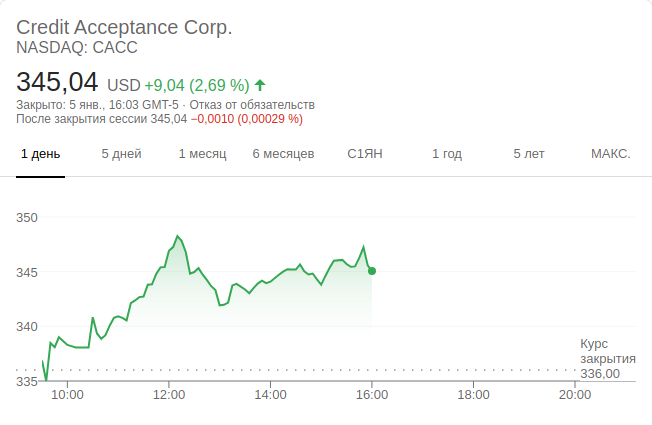 Credit Acceptance Corp.
NASDAQ: CACC
345,04 USD +9,04 (2,69 %)
Закрыто: 5 янв., 16:03 GMT-5 · Отказ от обязательств
После закрытия сессии 345,04 −0,0010 (0,00029 %)
1 день 5 дней 1 месяц 6 месяцев С1ЯН 1 год 5 лет МАКС.
350
345
340
Курс
закрытия
336,00
335
10:00 12:00 14:00 16:00 18:00 20:00